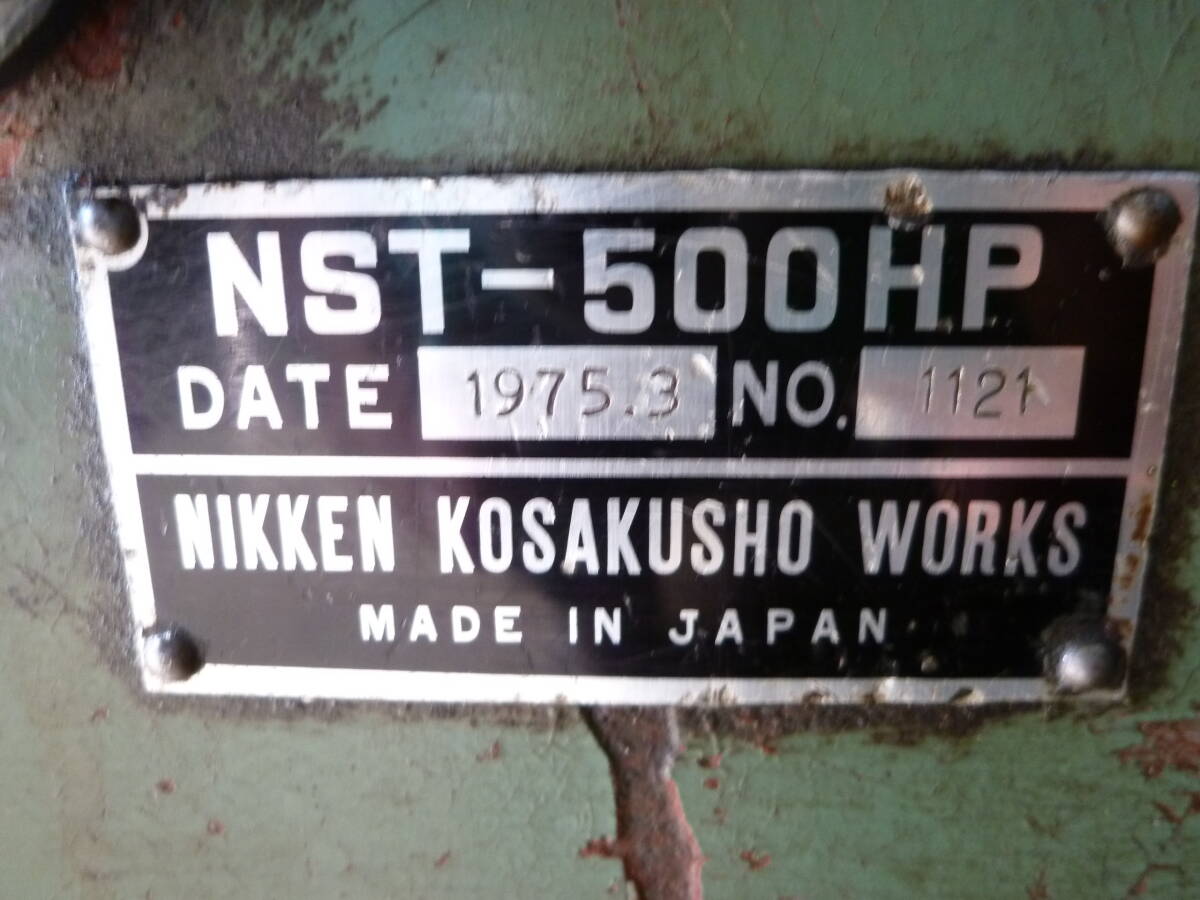 NST-500HP
DATE 1975.3 NO. 1121
NIKKEN KOSAKUSHO WORKS
MADE IN JAPAN